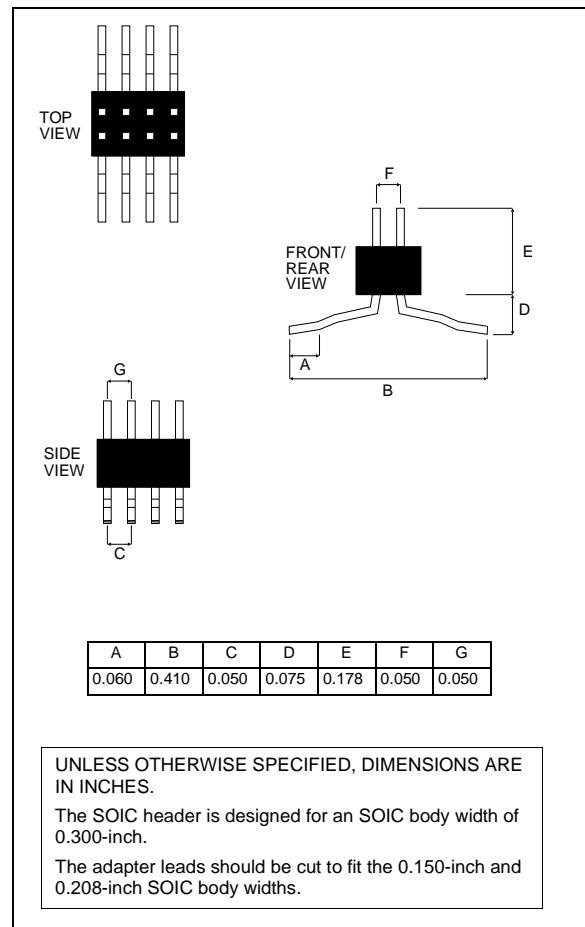 TOP
VIEW
F
FRONT/
REAR
VIEW
E
D
A
B
G
SIDE
VIEW
C
A B C D E F G
0.060 0.410 0.050 0.075 0.178 0.050 0.050
UNLESS OTHERWISE SPECIFIED, DIMENSIONS ARE
IN INCHES.
The SOIC header is designed for an SOIC body width of
0.300-inch.
The adapter leads should be cut to fit the 0.150-inch and
0.208-inch SOIC body widths.